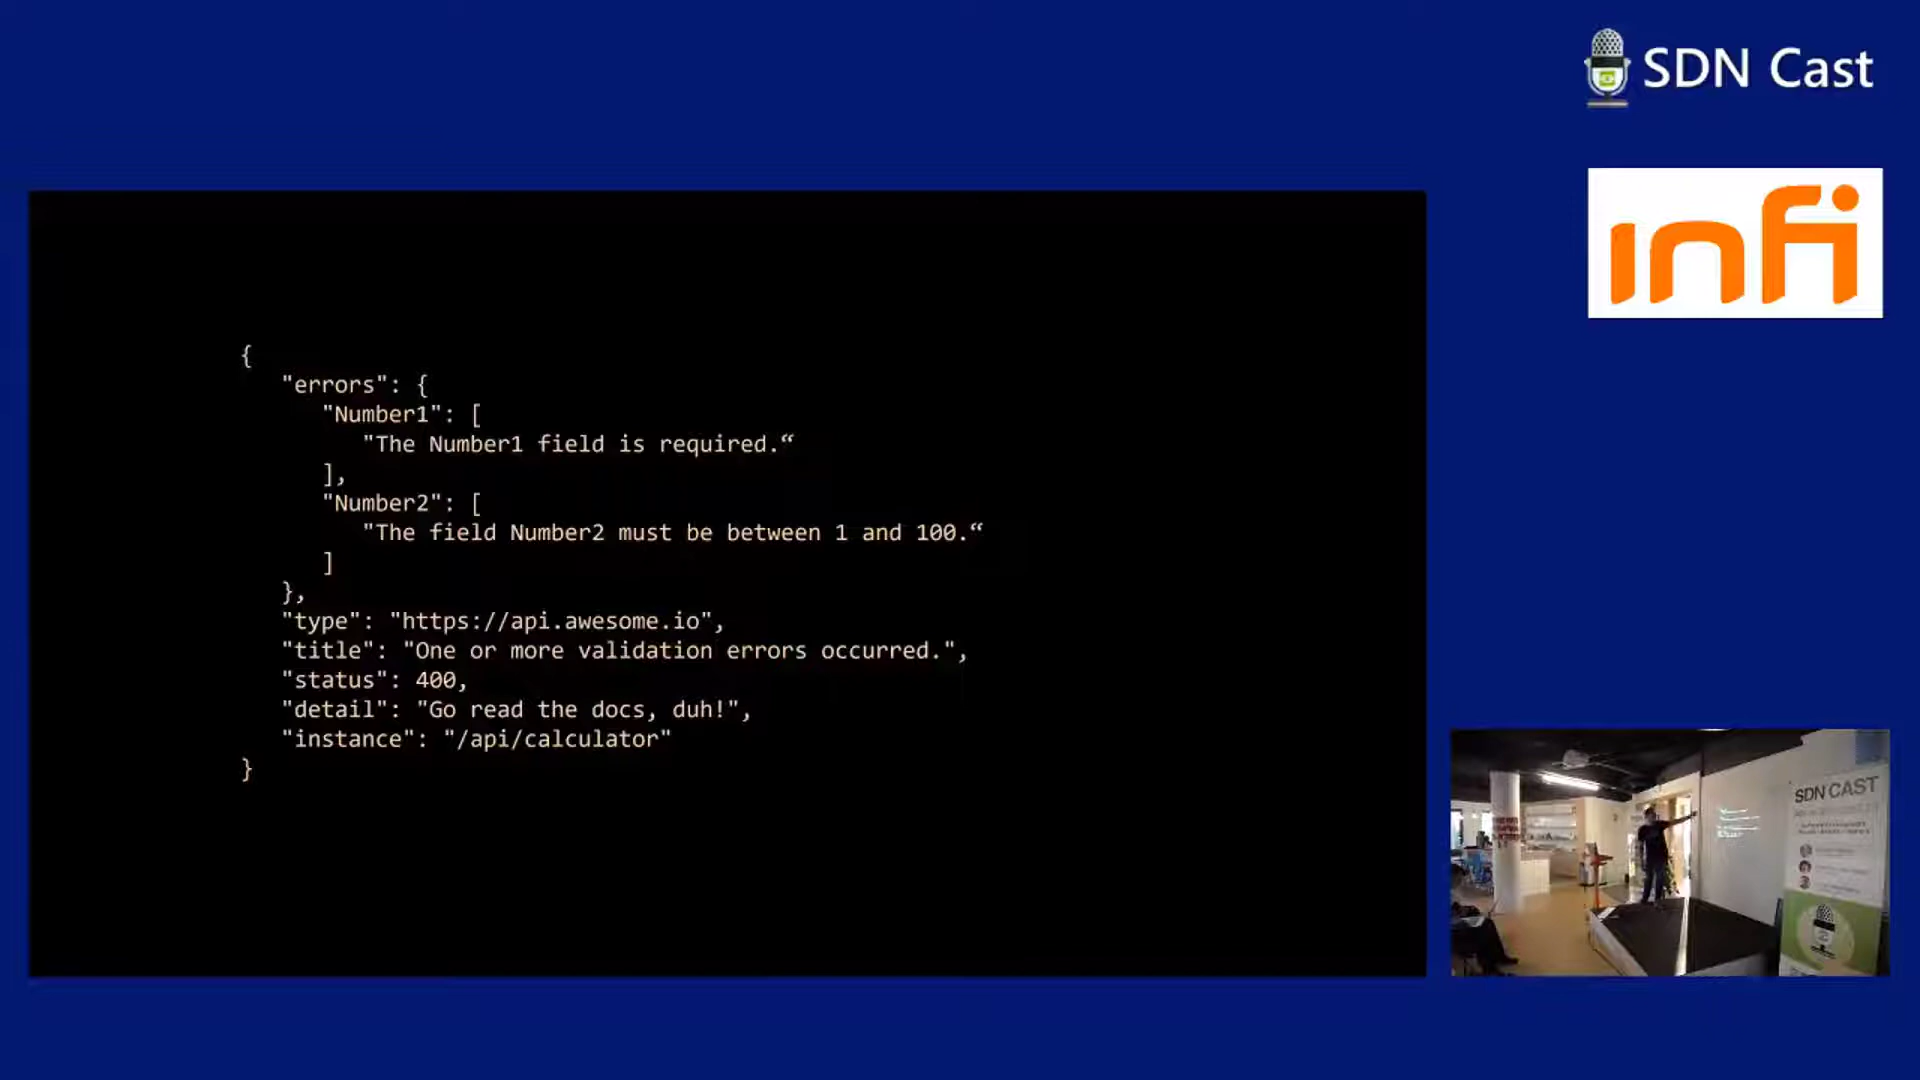 SDN Cast
infi
{
"errors": {
"Number1": [
"The Number1 field is required.“
],
"Number2": [
"The field Number2 must be between 1 and 100.“
]
},
"type": "https://api.awesome.io",
"title": "One or more validation errors occurred.",
"status": 400,
"detail": "Go read the docs, duh!",
"instance": "/api/calculator"
}
SDN CAST